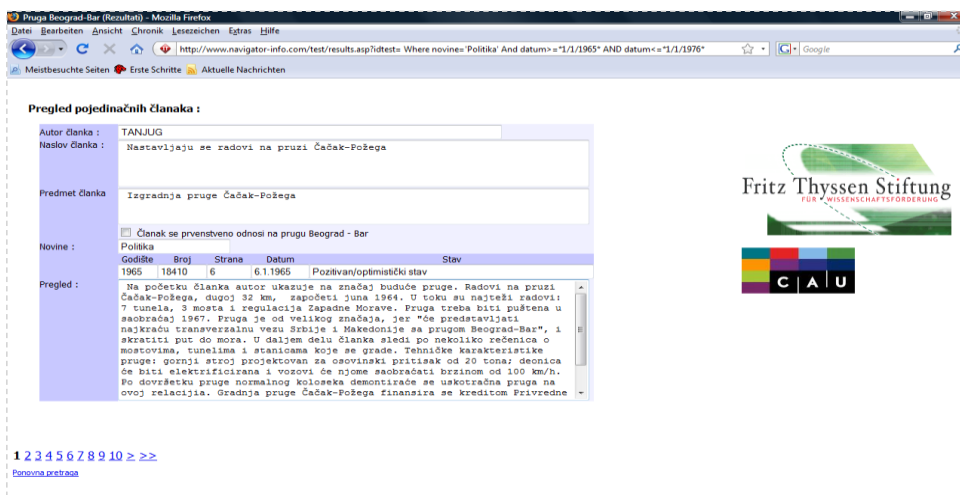 Pruga Beograd-Bar (Rezultati) - Mozilla Firefox
Datei Bearbeiten Ansicht Chronik Lesezeichen Extras Hilfe
http://www.navigator-info.com/test/results.asp?idtest= Where novine='Politika' And datum>="1/1/1965" AND datum<="1/1/1976"
Google
Meistbesuchte Seiten Erste Schritte Aktuelle Nachrichten
Pregled pojedinačnih članaka :
Autor članka : TANJUG
Naslov članka : Nastavljaju se radovi na pruzi Čačak-Požega
Predmet članka Izgradnja pruge Čačak-Požega
Članak se prvenstveno odnosi na prugu Beograd - Bar
Novine : Politika
Godište Broj Strana Datum Stav
1965 18410 6 6.1.1965 Pozitivan/optimistički stav
Pregled : Na početku članka autor ukazuje na značaj buduće pruge. Radovi na pruzi
Čačak-Požega, dugoj 32 km, započeti juna 1964. U toku su najteži radovi:
7 tunela, 3 mosta i regulacija Zapadne Morave. Pruga treba biti puštena u
saobraćaj 1967. Pruga je od velikog značaja, jer "će predstavljati
najkraću transverzalnu vezu Srbije i Makedonije sa prugom Beograd-Bar", i
skratiti put do mora. U daljem delu članka sledi po nekoliko rečenica o
mostovima, tunelima i stanicama koje se grade. Tehničke karakteristike
pruge: gornji stroj projektovan za osovinski pritisak od 20 tona; deonica
će biti elektrificirana i vozovi će njome saobraćati brzinom od 100 km/h.
Po dovršetku pruge normalnog koloseka demontiraće se uskotračna pruga na
ovoj relacijia. Gradnja pruge Čačak-Požega finansira se kreditom Privredne
Fritz Thyssen Stiftung
FÜR WISSENSCHAFTSFÖRDERUNG
C A U
1 2 3 4 5 6 7 8 9 10 > >>
Ponovna pretraga